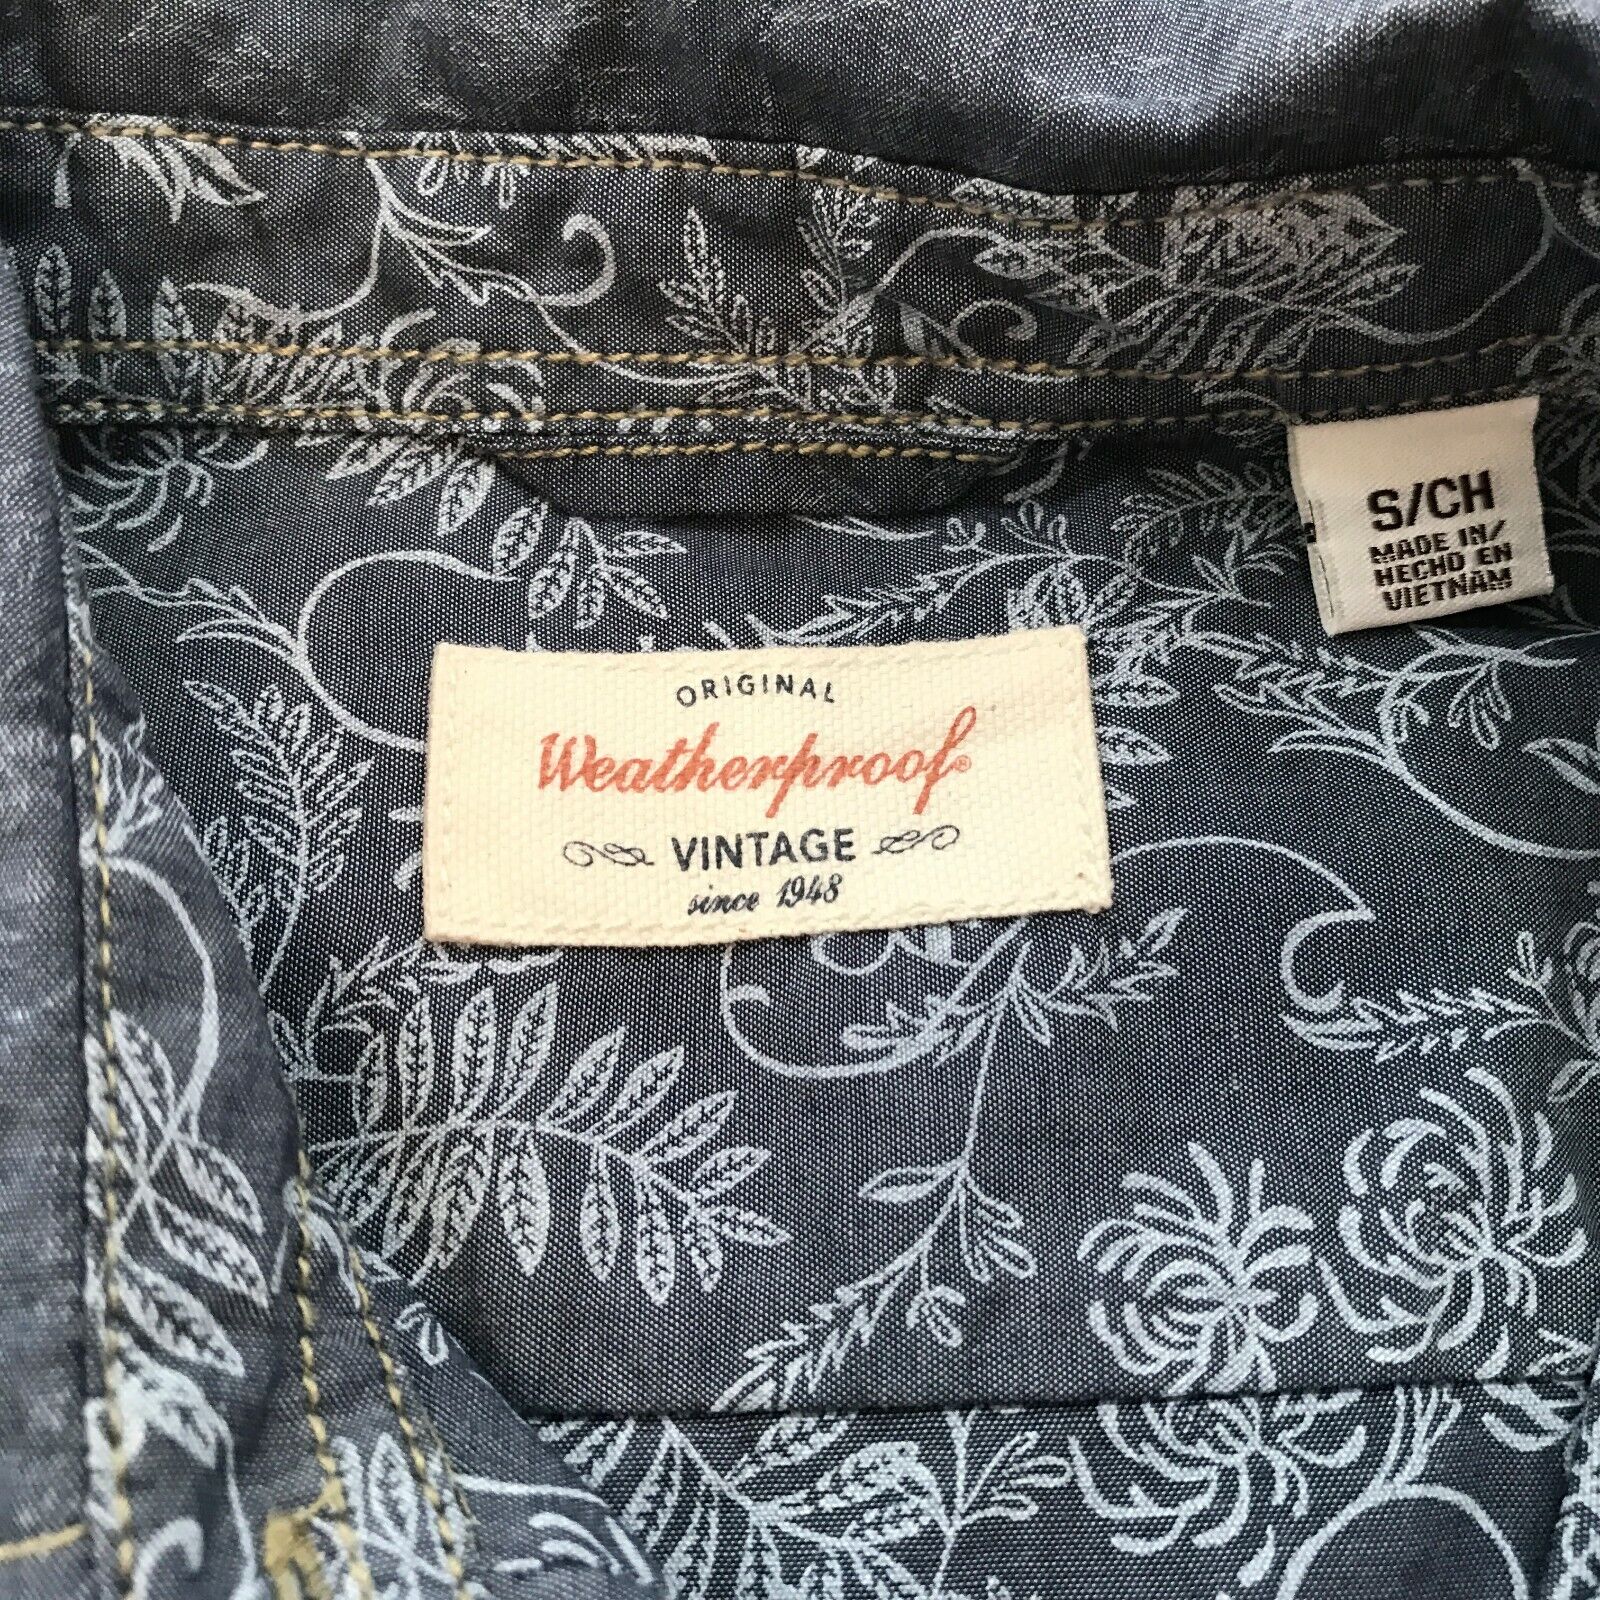 ORIGINAL
Weatherproof®
VINTAGE
since 1948
S/CH
MADE IN/
HECHO EN
VIETNAM